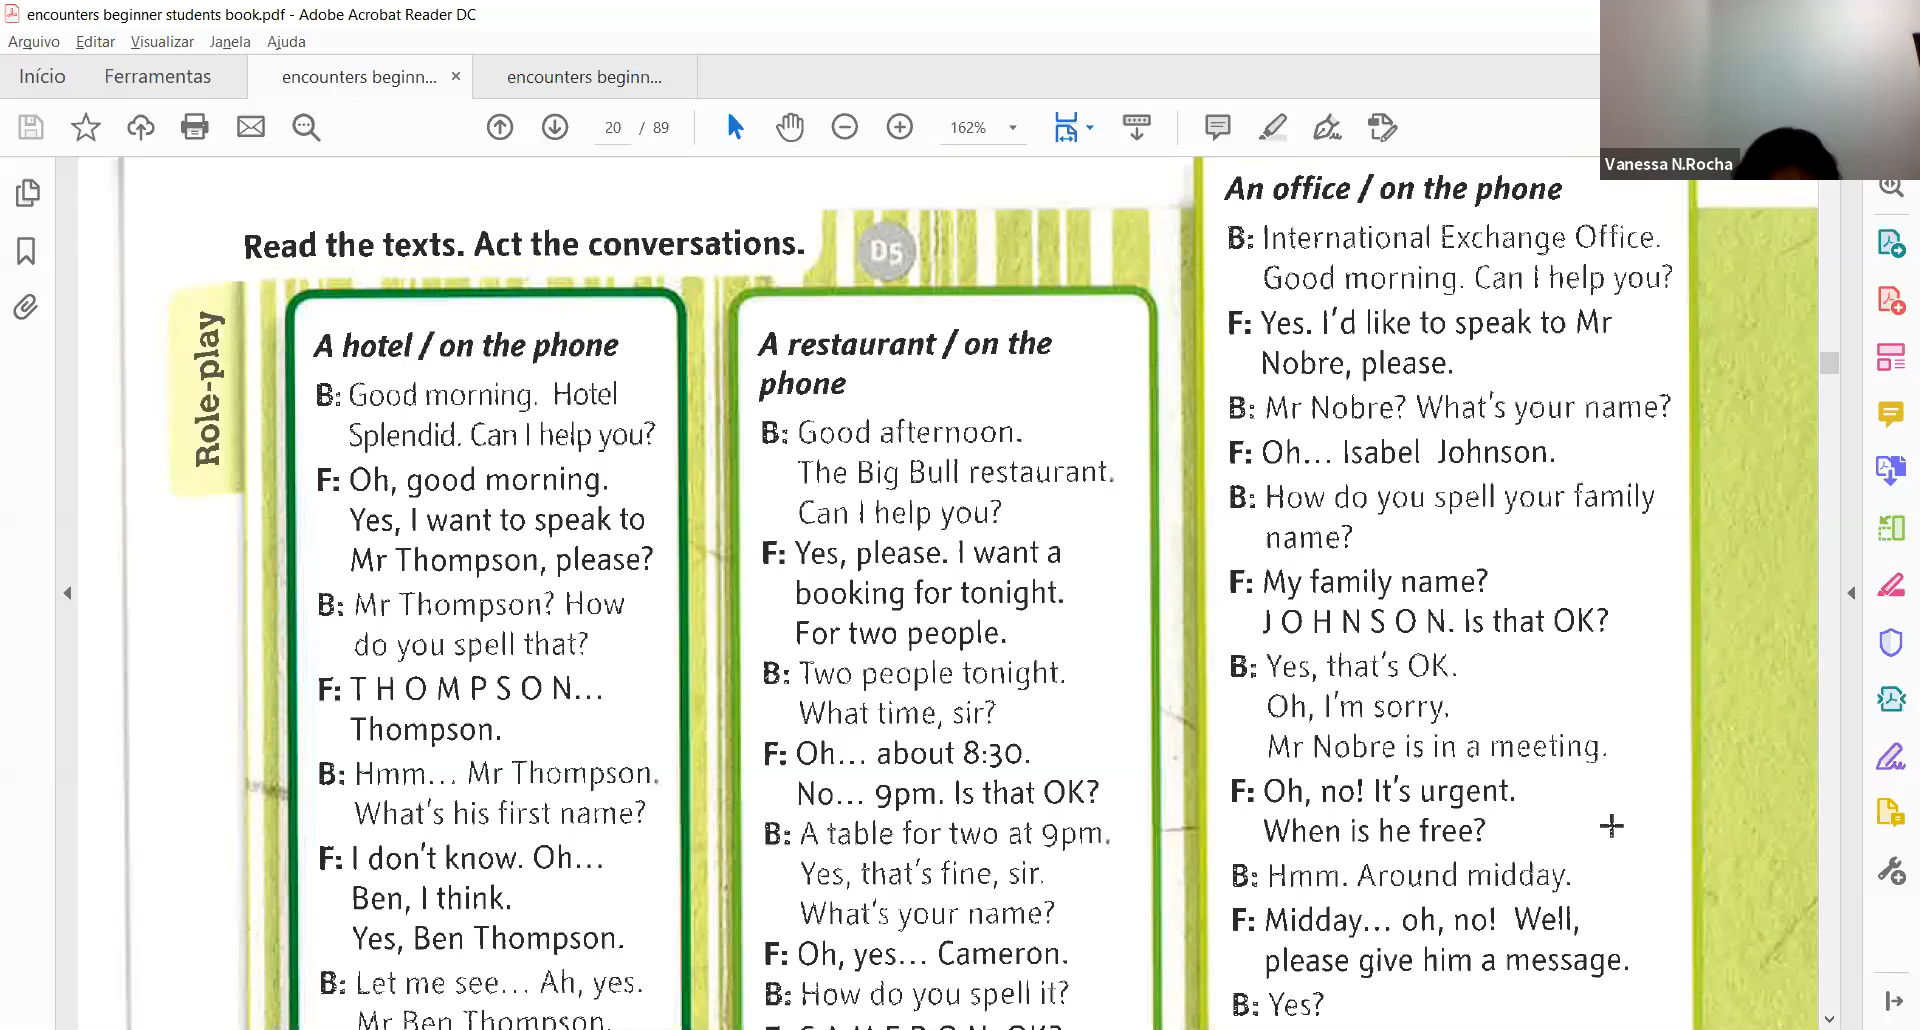 encounters beginner students book.pdf - Adobe Acrobat Reader DC
Arquivo Editar Visualizar Janela Ajuda
Início Ferramentas encounters beginn... × encounters beginn...
20 / 89 162%
Vanessa N.Rocha
Read the texts. Act the conversations. D5
Role-play
A hotel / on the phone
B: Good morning. Hotel
Splendid. Can I help you?
F: Oh, good morning.
Yes, I want to speak to
Mr Thompson, please?
B: Mr Thompson? How
do you spell that?
F: T H O M P S O N...
Thompson.
B: Hmm... Mr Thompson.
What's his first name?
F: I don't know. Oh...
Ben, I think.
Yes, Ben Thompson.
B: Let me see... Ah, yes.
Mr Ben Thompson.
A restaurant / on the
phone
B: Good afternoon.
The Big Bull restaurant.
Can I help you?
F: Yes, please. I want a
booking for tonight.
For two people.
B: Two people tonight.
What time, sir?
F: Oh... about 8:30.
No... 9pm. Is that OK?
B: A table for two at 9pm.
Yes, that's fine, sir.
What's your name?
F: Oh, yes... Cameron.
B: How do you spell it?
F: C A M E R O N. OK?
An office / on the phone
B: International Exchange Office.
Good morning. Can I help you?
F: Yes. I'd like to speak to Mr
Nobre, please.
B: Mr Nobre? What's your name?
F: Oh... Isabel Johnson.
B: How do you spell your family
name?
F: My family name?
J O H N S O N. Is that OK?
B: Yes, that's OK.
Oh, I'm sorry.
Mr Nobre is in a meeting.
F: Oh, no! It's urgent.
When is he free?
B: Hmm. Around midday.
F: Midday... oh, no! Well,
please give him a message.
B: Yes?